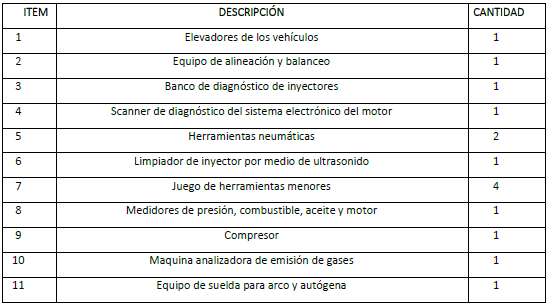 ITEM DESCRIPCIÓN CANTIDAD
1 Elevadores de los vehículos 1
2 Equipo de alineación y balanceo 1
3 Banco de diagnóstico de inyectores 1
4 Scanner de diagnóstico del sistema electrónico del motor 1
5 Herramientas neumáticas 2
6 Limpiador de inyector por medio de ultrasonido 1
7 Juego de herramientas menores 4
8 Medidores de presión, combustible, aceite y motor 1
9 Compresor 1
10 Maquina analizadora de emisión de gases 1
11 Equipo de suelda para arco y autógena 1